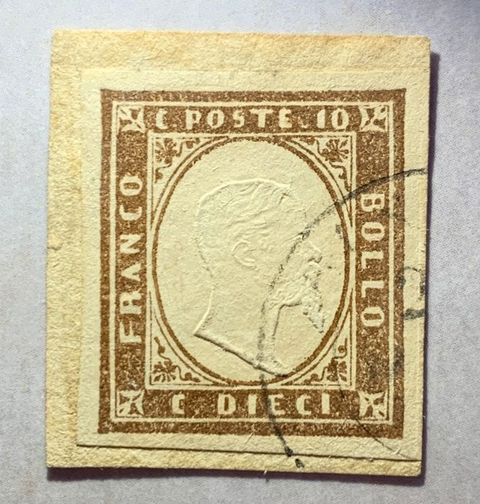 C. POSTE. 10
FRANCO
BOLLO
C. DIECI.